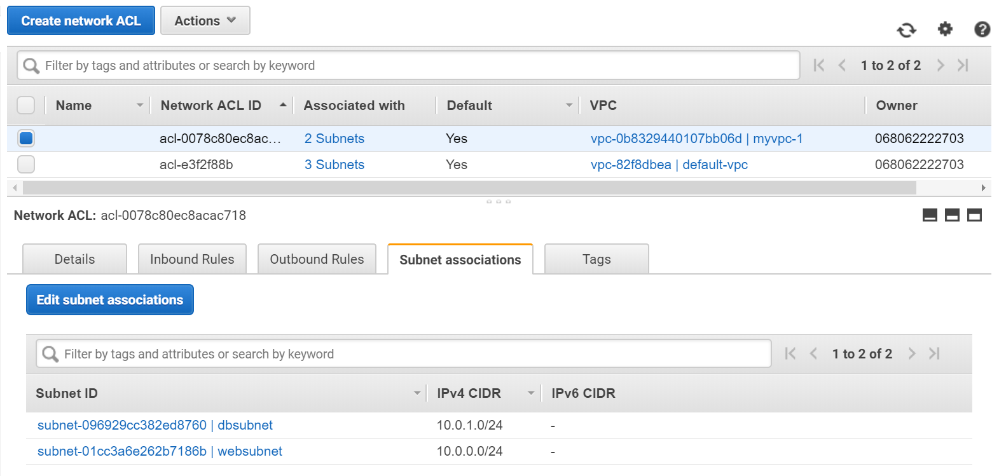 Create network ACL Actions
Filter by tags and attributes or search by keyword 1 to 2 of 2
Name Network ACL ID Associated with Default VPC Owner
acl-0078c80ec8ac... 2 Subnets Yes vpc-0b8329440107bb06d | myvpc-1 068062222703
acl-e3f2f88b 3 Subnets Yes vpc-82f8dbea | default-vpc 068062222703
Network ACL: acl-0078c80ec8acac718
Details Inbound Rules Outbound Rules Subnet associations Tags
Edit subnet associations
Filter by tags and attributes or search by keyword 1 to 2 of 2
Subnet ID IPv4 CIDR IPv6 CIDR
subnet-096929cc382ed8760 | dbsubnet 10.0.1.0/24 -
subnet-01cc3a6e262b7186b | websubnet 10.0.0.0/24 -